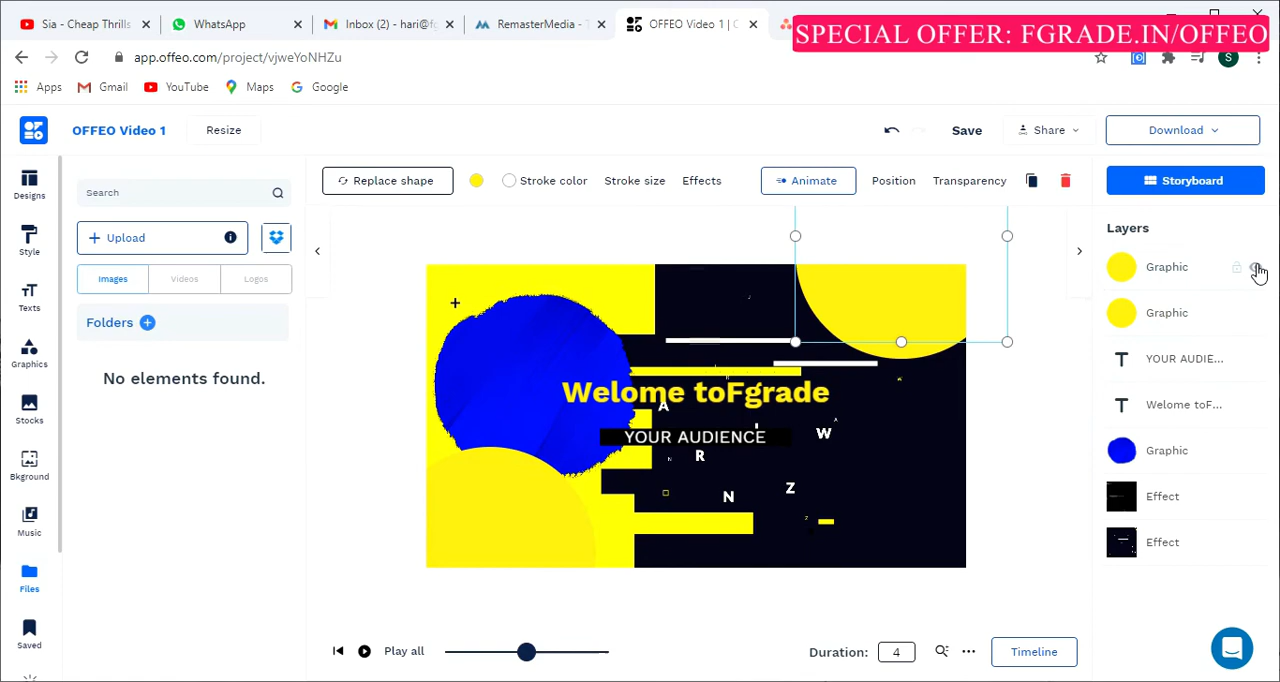 Sia - Cheap Thrills
WhatsApp
Inbox (2) - hari@f
RemasterMedia - T
OFFEO Video 1 | C
SPECIAL OFFER: FGRADE.IN/OFFEO
app.offeo.com/project/vjweYoNHZu
S
Apps
Gmail
YouTube
Maps
Google
OFFEO Video 1
Resize
Save
Share
Download
Designs
Style
Texts
Graphics
Stocks
Bkground
Music
Files
Saved
Search
+ Upload
Images
Videos
Logos
Folders
No elements found.
Replace shape
Stroke color
Stroke size
Effects
Animate
Position
Transparency
Storyboard
Layers
Graphic
Graphic
T YOUR AUDIE...
T Welome toF...
Graphic
Effect
Effect
Welome toFgrade
A
YOUR AUDIENCE
W
R
N
Z
Play all
Duration: 4
Timeline